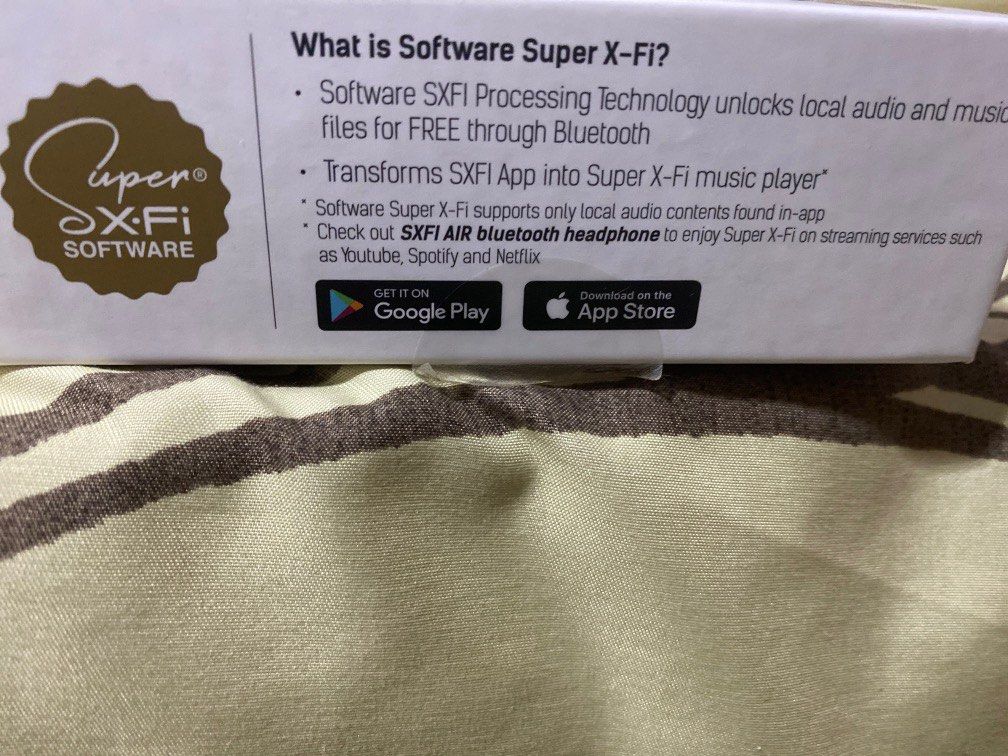 Super®
X-Fi
SOFTWARE
What is Software Super X-Fi?
• Software SXFI Processing Technology unlocks local audio and music
files for FREE through Bluetooth
• Transforms SXFI App into Super X-Fi music player*
* Software Super X-Fi supports only local audio contents found in-app
* Check out SXFI AIR bluetooth headphone to enjoy Super X-Fi on streaming services such
as Youtube, Spotify and Netflix
GET IT ON
Google Play
Download on the
App Store